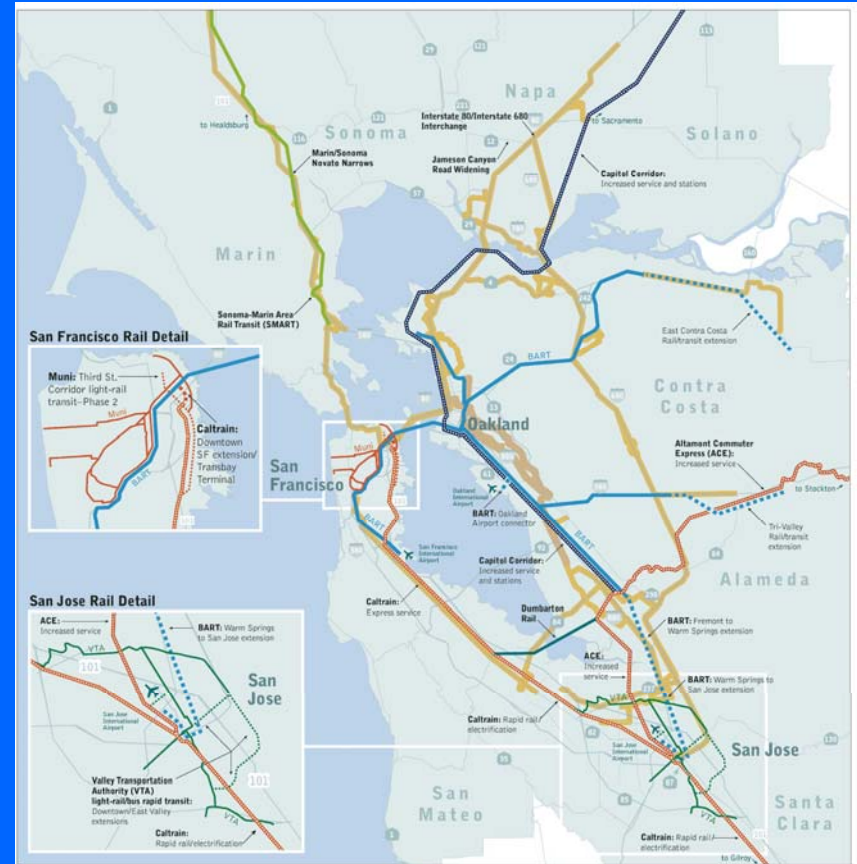 Napa
Sonoma
Solano
to Healdsburg
Interstate 80/Interstate 680
Interchange
to Sacramento
Marin/Sonoma
Novato Narrows
Jameson Canyon
Road Widening
Capitol Corridor:
Increased service and stations
Marin
Sonoma-Marin Area
Rail Transit (SMART)
East Contra Costa
Rail/transit extension
San Francisco Rail Detail
Muni: Third St.
Corridor light-rail
transit–Phase 2
Muni
Caltrain:
Downtown
SF extension/
Transbay
Terminal
BART
101
BART
Contra
Costa
Oakland
Altamont Commuter
Express (ACE):
Increased service
to Stockton
San
Francisco
Muni
Oakland
International
Airport
BART: Oakland
Airport connector
BART
BART
San Francisco
International
Airport
Tri-Valley
Rail/transit
extension
Capitol Corridor:
Increased service
and stations
Alameda
Caltrain:
Express service
Dumbarton
Rail
BART: Fremont to
Warm Springs extension
ACE:
Increased
service
BART: Warm Springs to
San Jose extension
San Jose Rail Detail
ACE:
Increased service
BART: Warm Springs
to San Jose extension
VTA
101
San
Jose
San Jose
International
Airport
Valley Transportation
Authority (VTA)
light-rail/bus rapid transit:
Downtown/East Valley
extensions
101
VTA
Caltrain:
Rapid rail/electrification
VTA
Caltrain: Rapid rail/
electrification
San Jose
International
Airport
San Jose
San
Mateo
Santa
Clara
VTA
Caltrain: Rapid rail/
electrification
to Gilroy